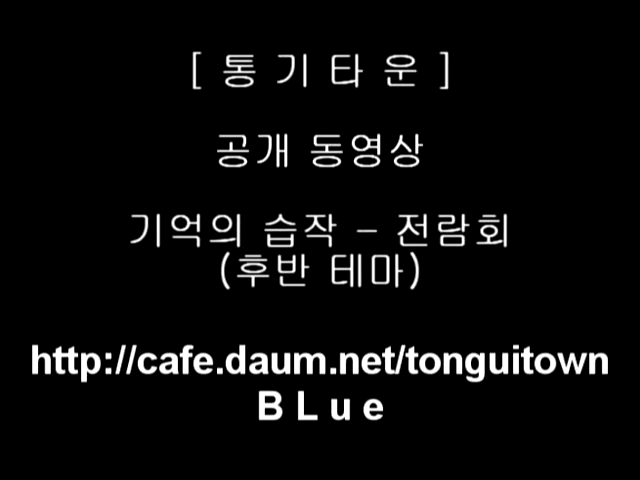 [ 통 기 타 운 ]
공개 동영상
기억의 습작 - 전람회
(후반 테마)
http://cafe.daum.net/tonguitown
B L u e